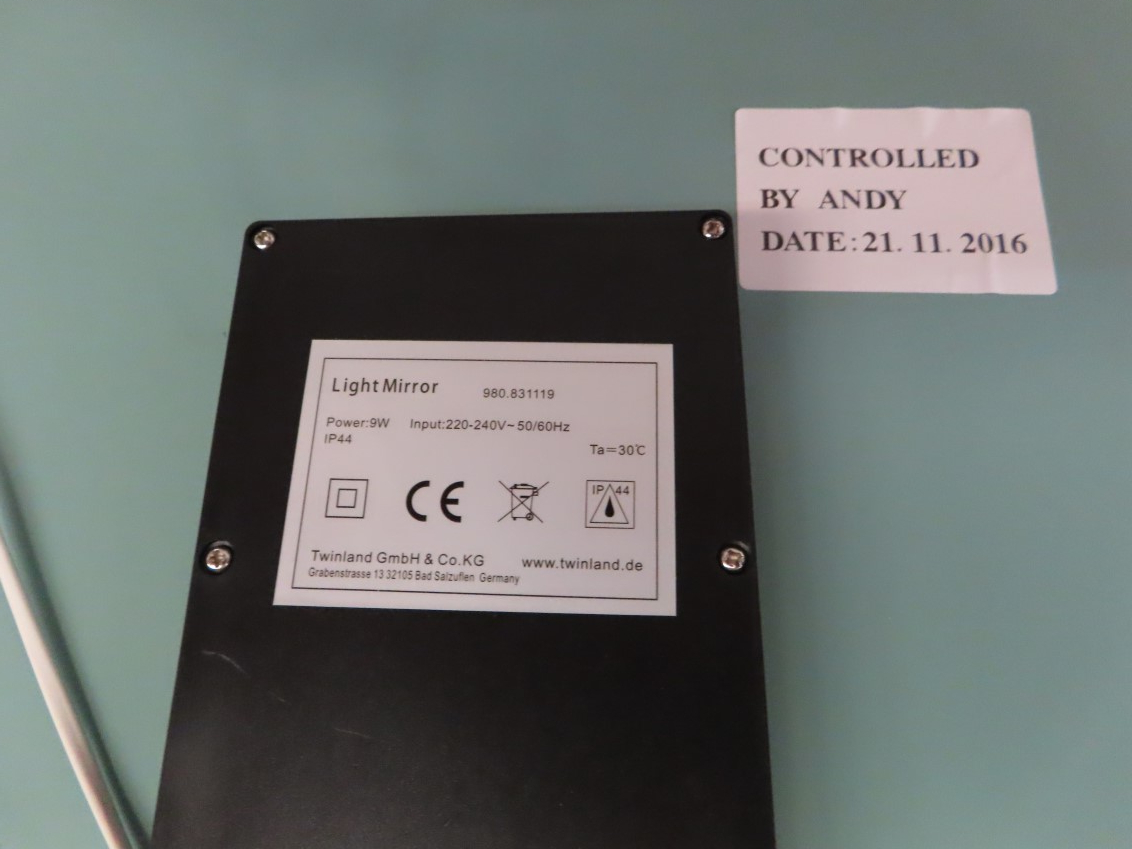 CONTROLLED
BY ANDY
DATE:21.11.2016
Light Mirror 980.831119
Power:9W Input:220-240V~50/60Hz
IP44
Ta=30℃
CE IP 44
Twinland GmbH & Co.KG www.twinland.de
Grabenstrasse 13 32105 Bad Salzuflen Germany